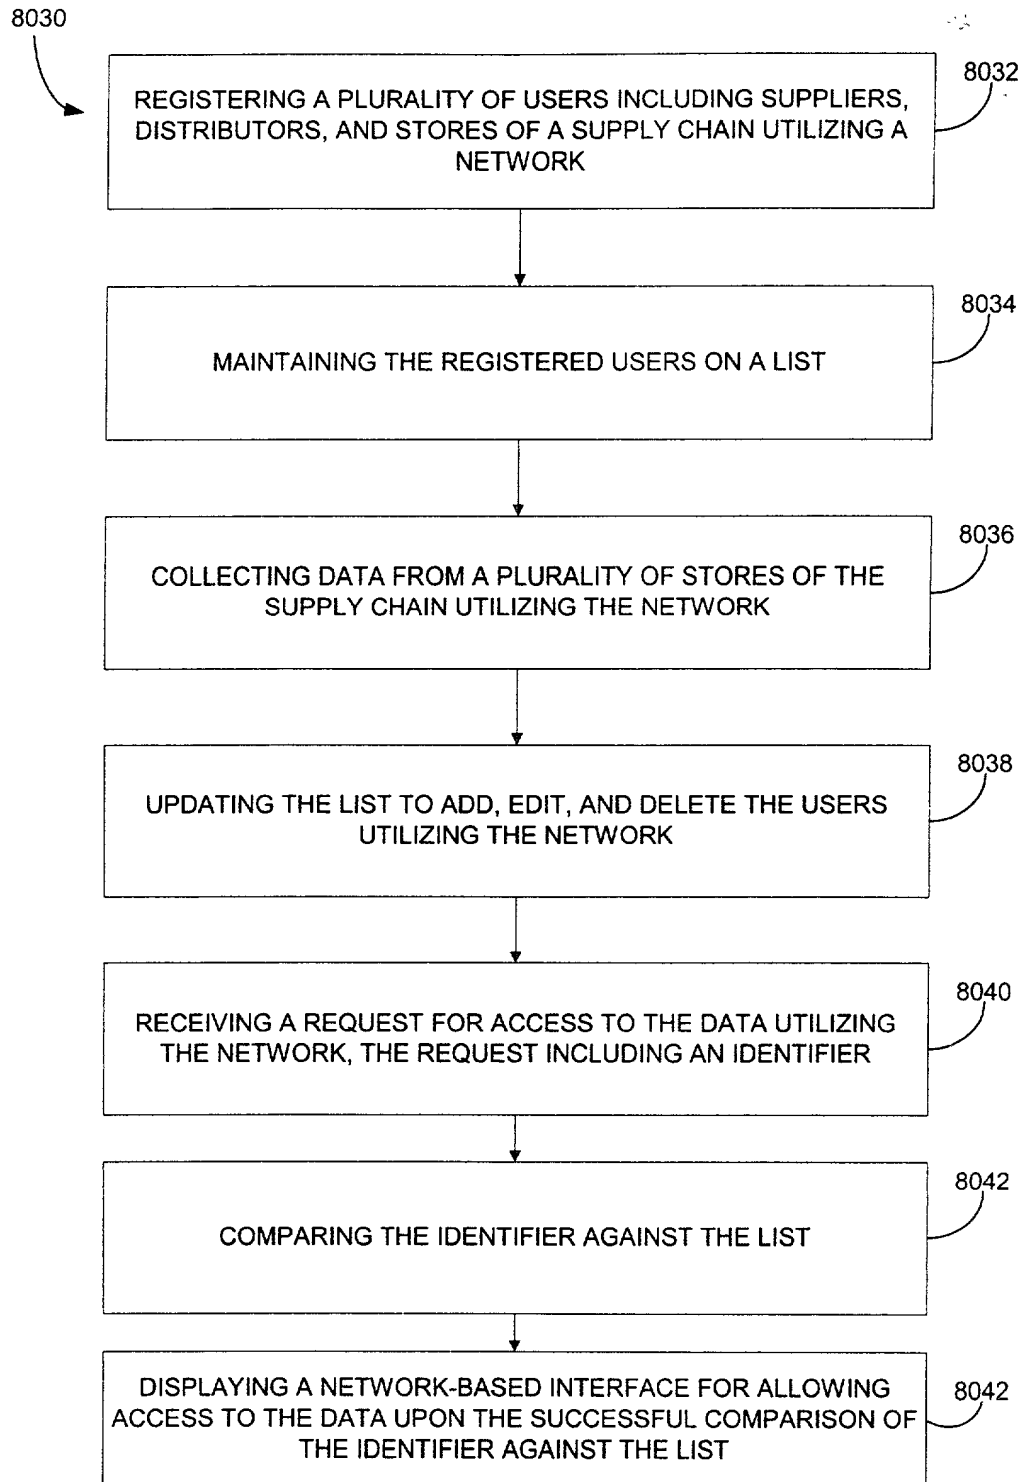 8030
REGISTERING A PLURALITY OF USERS INCLUDING SUPPLIERS,
DISTRIBUTORS, AND STORES OF A SUPPLY CHAIN UTILIZING A
NETWORK
8032
MAINTAINING THE REGISTERED USERS ON A LIST
8034
COLLECTING DATA FROM A PLURALITY OF STORES OF THE
SUPPLY CHAIN UTILIZING THE NETWORK
8036
UPDATING THE LIST TO ADD, EDIT, AND DELETE THE USERS
UTILIZING THE NETWORK
8038
RECEIVING A REQUEST FOR ACCESS TO THE DATA UTILIZING
THE NETWORK, THE REQUEST INCLUDING AN IDENTIFIER
8040
COMPARING THE IDENTIFIER AGAINST THE LIST
8042
DISPLAYING A NETWORK-BASED INTERFACE FOR ALLOWING
ACCESS TO THE DATA UPON THE SUCCESSFUL COMPARISON OF
THE IDENTIFIER AGAINST THE LIST
8042